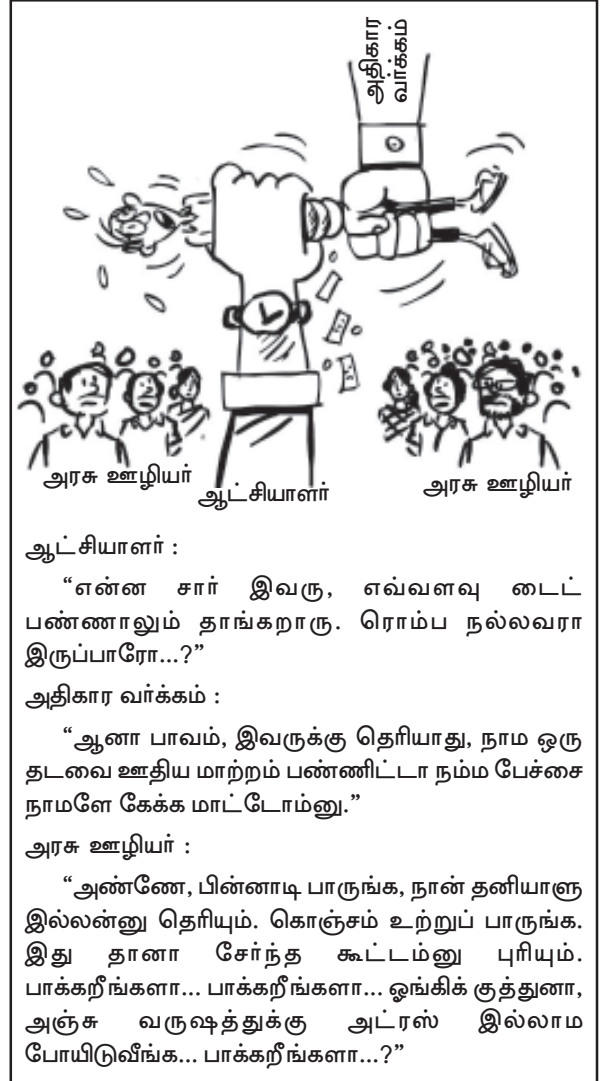 அதிகார
வர்க்கம்
அரசு ஊழியர்
ஆட்சியாளர்
அரசு ஊழியர்
ஆட்சியாளர் :
“என்ன சார் இவரு, எவ்வளவு டைட்
பண்ணாலும் தாங்கறாரு. ரொம்ப நல்லவரா
இருப்பாரோ...?”
அதிகார வர்க்கம் :
“ஆனா பாவம், இவருக்கு தெரியாது, நாம ஒரு
தடவை ஊதிய மாற்றம் பண்ணிட்டா நம்ம பேச்சை
நாமளே கேக்க மாட்டோம்னு.”
அரசு ஊழியர் :
“அண்ணே, பின்னாடி பாருங்க, நான் தனியாளு
இல்லன்னு தெரியும். கொஞ்சம் உற்றுப் பாருங்க.
இது தானா சேர்ந்த கூட்டம்னு புரியும்.
பாக்கறீங்களா... பாக்கறீங்களா... ஓங்கிக் குத்துனா,
அஞ்சு வருஷத்துக்கு அட்ரஸ் இல்லாம
போயிடுவீங்க... பாக்கறீங்களா...?”